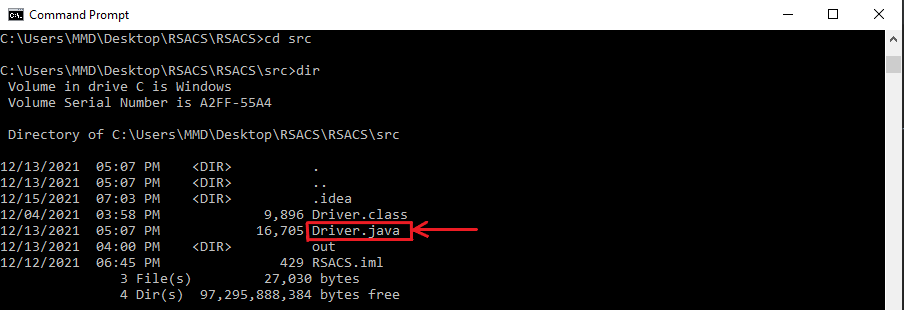 Command Prompt
C:\Users\MMD\Desktop\RSACS\RSACS>cd src
C:\Users\MMD\Desktop\RSACS\RSACS\src>dir
 Volume in drive C is Windows
 Volume Serial Number is A2FF-55A4
 Directory of C:\Users\MMD\Desktop\RSACS\RSACS\src
12/13/2021  05:07 PM    <DIR>          .
12/13/2021  05:07 PM    <DIR>          ..
12/15/2021  07:03 PM    <DIR>          .idea
12/04/2021  03:58 PM             9,896 Driver.class
12/13/2021  05:07 PM            16,705 Driver.java
12/13/2021  04:00 PM    <DIR>          out
12/12/2021  06:45 PM               429 RSACS.iml
               3 File(s)         27,030 bytes
               4 Dir(s)  97,295,888,384 bytes free